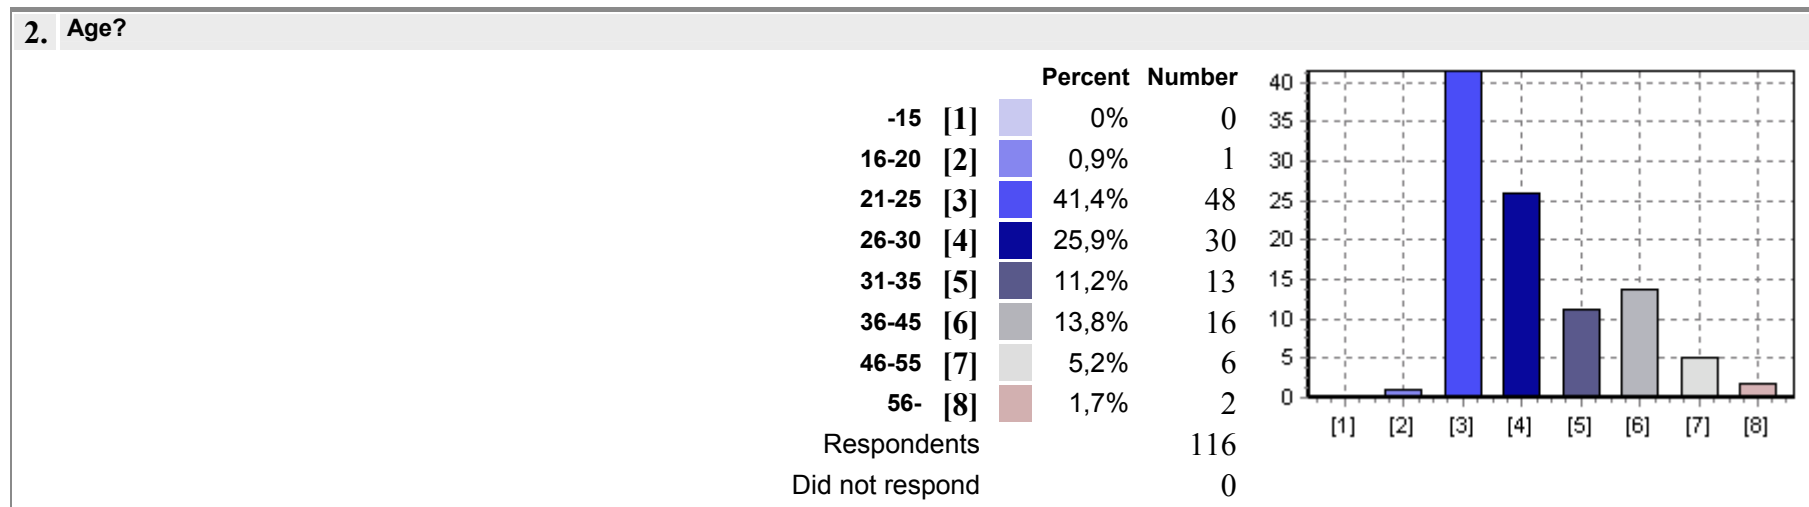 2. Age?
Percent Number
-15 [1] 0% 0
16-20 [2] 0,9% 1
21-25 [3] 41,4% 48
26-30 [4] 25,9% 30
31-35 [5] 11,2% 13
36-45 [6] 13,8% 16
46-55 [7] 5,2% 6
56- [8] 1,7% 2
Respondents 116
Did not respond 0
40
35
30
25
20
15
10
5
0
[1] [2] [3] [4] [5] [6] [7] [8]